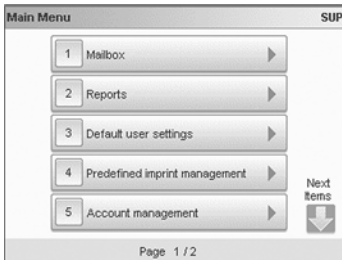 Main Menu SUP
1 Mailbox
2 Reports
3 Default user settings
4 Predefined imprint management
5 Account management
Next
Items
Page 1/2